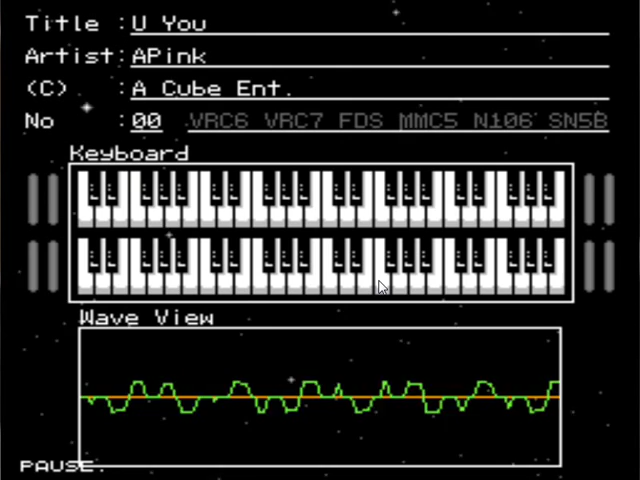 Title :U You
Artist:APink
(C) :A Cube Ent.
No :00 VRC6 VRC7 FDS MMC5 N106 SN5B
Keyboard
Wave View
PAUSE.